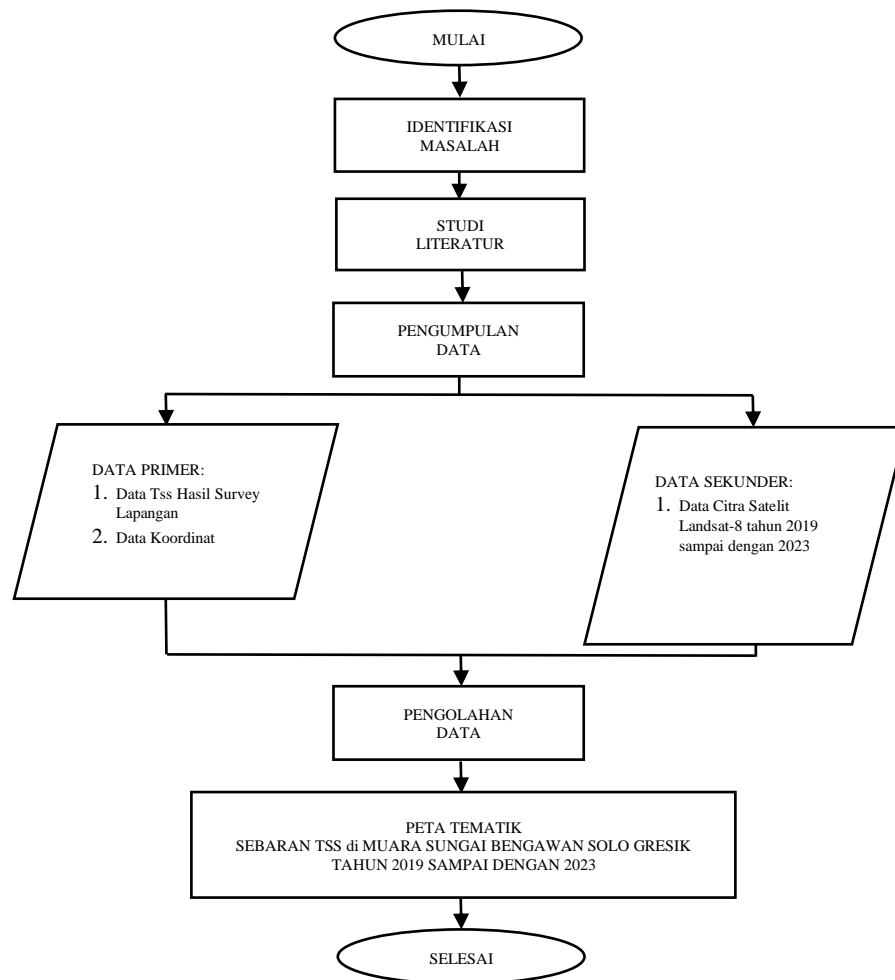 MULAI
IDENTIFIKASI
MASALAH
STUDI
LITERATUR
PENGUMPULAN
DATA
DATA PRIMER:
1. Data Tss Hasil Survey
Lapangan
2. Data Koordinat
DATA SEKUNDER:
1. Data Citra Satelit
Landsat-8 tahun 2019
sampai dengan 2023
PENGOLAHAN
DATA
PETA TEMATIK
SEBARAN TSS di MUARA SUNGAI BENGAWAN SOLO GRESIK
TAHUN 2019 SAMPAI DENGAN 2023
SELESAI